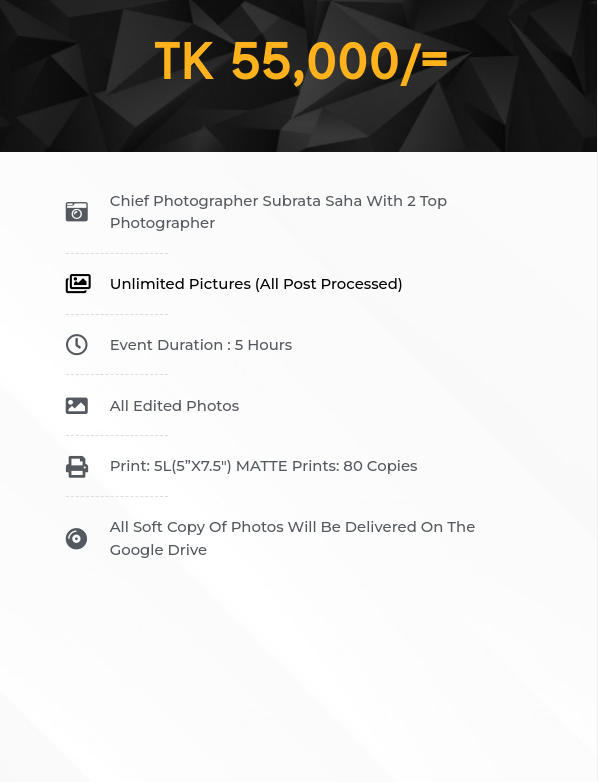 TK 55,000/=
Chief Photographer Subrata Saha With 2 Top
Photographer
Unlimited Pictures (All Post Processed)
Event Duration : 5 Hours
All Edited Photos
Print: 5L(5”X7.5") MATTE Prints: 80 Copies
All Soft Copy Of Photos Will Be Delivered On The
Google Drive